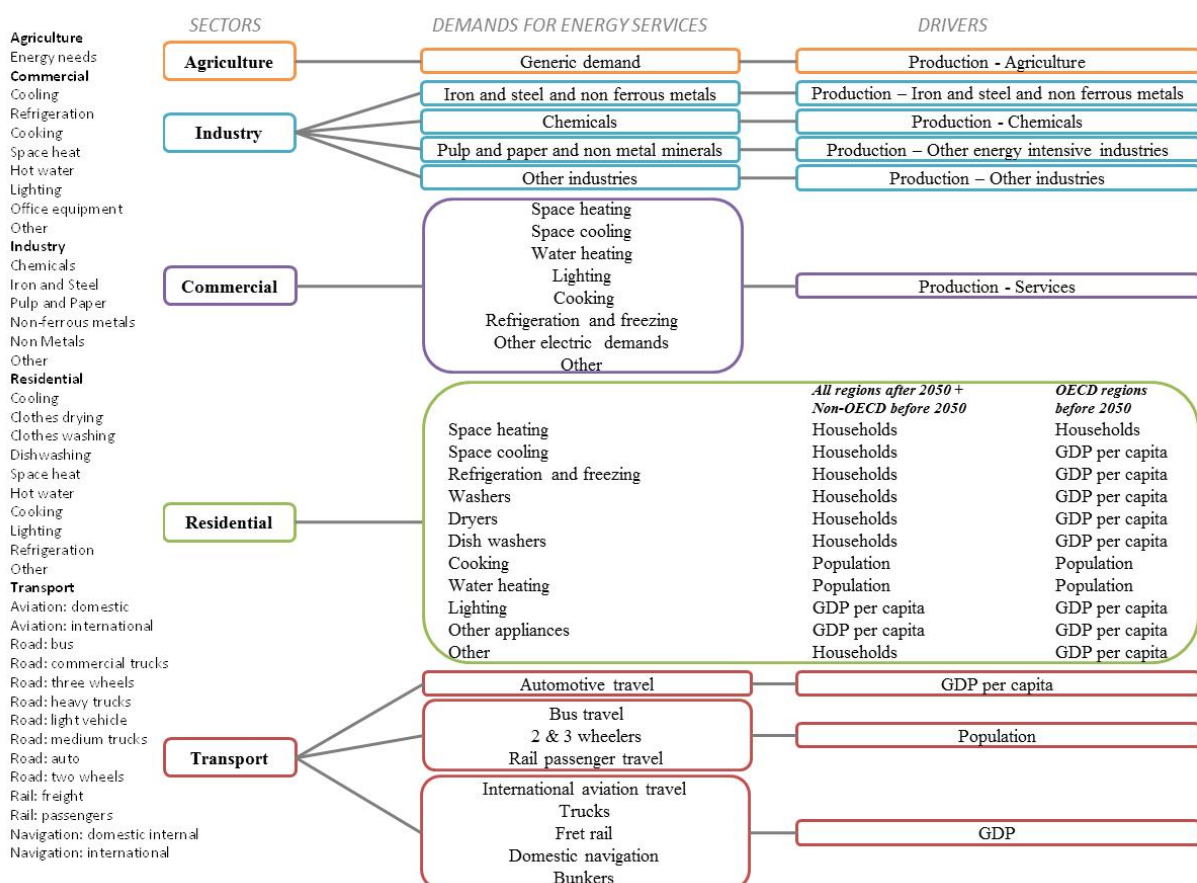 SECTORS
DEMANDS FOR ENERGY SERVICES
DRIVERS
Agriculture
Energy needs
Commercial
Cooling
Refrigeration
Cooking
Space heat
Hot water
Lighting
Office equipment
Other
Industry
Chemicals
Iron and Steel
Pulp and Paper
Non-ferrous metals
Non Metals
Other
Residential
Cooling
Clothes drying
Clothes washing
Dishwashing
Space heat
Hot water
Cooking
Lighting
Refrigeration
Other
Transport
Aviation: domestic
Aviation: international
Road: bus
Road: commercial trucks
Road: three wheels
Road: heavy trucks
Road: light vehicle
Road: medium trucks
Road: auto
Road: two wheels
Rail: freight
Rail: passengers
Navigation: domestic internal
Navigation: international
Agriculture
Generic demand
Production - Agriculture
Industry
Iron and steel and non ferrous metals
Production – Iron and steel and non ferrous metals
Chemicals
Production - Chemicals
Pulp and paper and non metal minerals
Production – Other energy intensive industries
Other industries
Production – Other industries
Commercial
Space heating
Space cooling
Water heating
Lighting
Cooking
Refrigeration and freezing
Other electric demands
Other
Production - Services
Residential
All regions after 2050 +
Non-OECD before 2050
OECD regions
before 2050
Space heating Households Households
Space cooling Households GDP per capita
Refrigeration and freezing Households GDP per capita
Washers Households GDP per capita
Dryers Households GDP per capita
Dish washers Households GDP per capita
Cooking Population Population
Water heating Population Population
Lighting GDP per capita GDP per capita
Other appliances GDP per capita GDP per capita
Other Households GDP per capita
Transport
Automotive travel
GDP per capita
Bus travel
2 & 3 wheelers
Rail passenger travel
Population
International aviation travel
Trucks
Fret rail
Domestic navigation
Bunkers
GDP